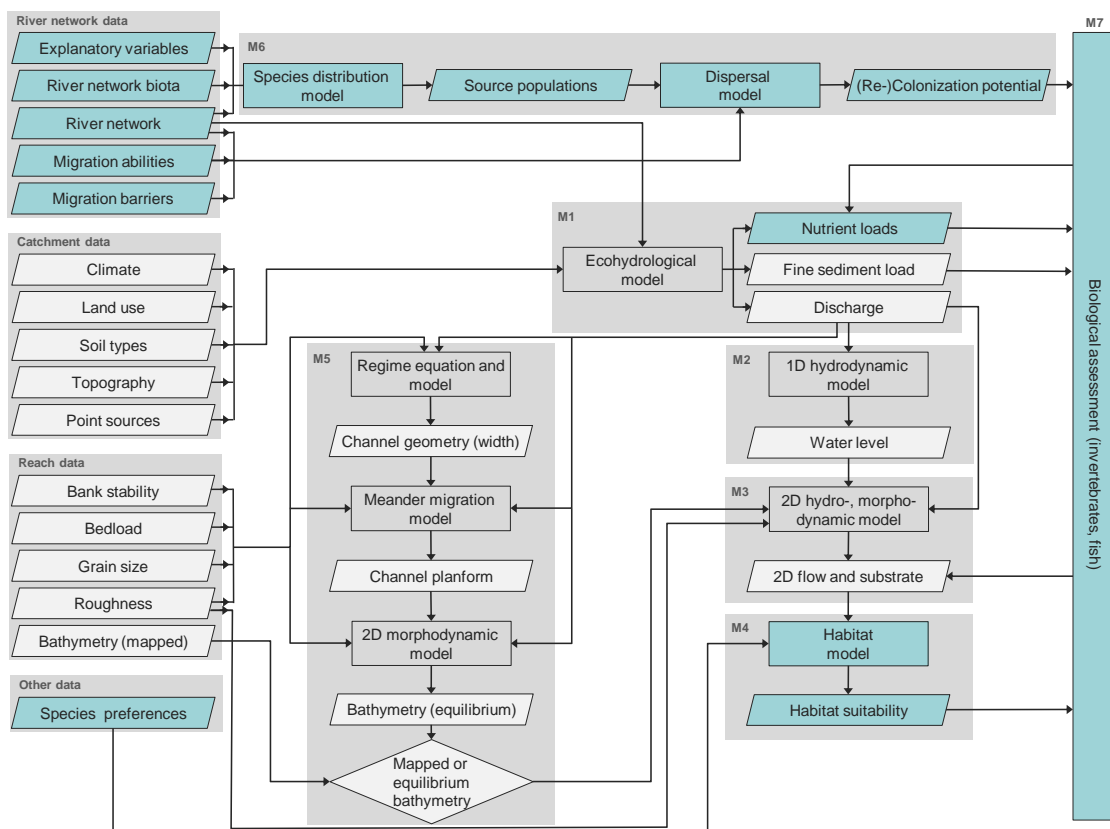 River network data
Explanatory variables
River network biota
River network
Migration abilities
Migration barriers
M6
Species distribution
model
Source populations
Dispersal
model
(Re-)Colonization potential
M7
Biological assessment (invertebrates, fish)
Catchment data
Climate
Land use
Soil types
Topography
Point sources
M1
Ecohydrological
model
Nutrient loads
Fine sediment load
Discharge
Reach data
Bank stability
Bedload
Grain size
Roughness
Bathymetry (mapped)
Other data
Species preferences
M5
Regime equation and
model
Channel geometry (width)
Meander migration
model
Channel planform
2D morphodynamic
model
Bathymetry (equilibrium)
Mapped or
equilibrium
bathymetry
M2
1D hydrodynamic
model
Water level
M3
2D hydro-, morpho-
dynamic model
2D flow and substrate
M4
Habitat
model
Habitat suitability